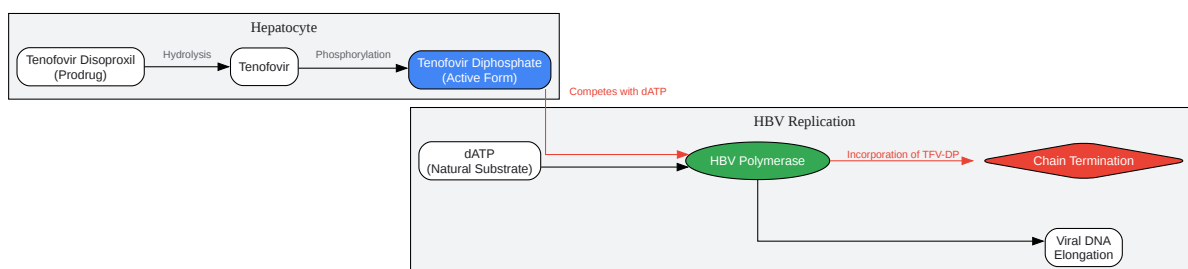 Hepatocyte
Tenofovir Disoproxil
(Prodrug)
Hydrolysis
Tenofovir
Phosphorylation
Tenofovir Diphosphate
(Active Form)
Competes with dATP
HBV Replication
dATP
(Natural Substrate)
HBV Polymerase
Incorporation of TFV-DP
Chain Termination
Viral DNA
Elongation